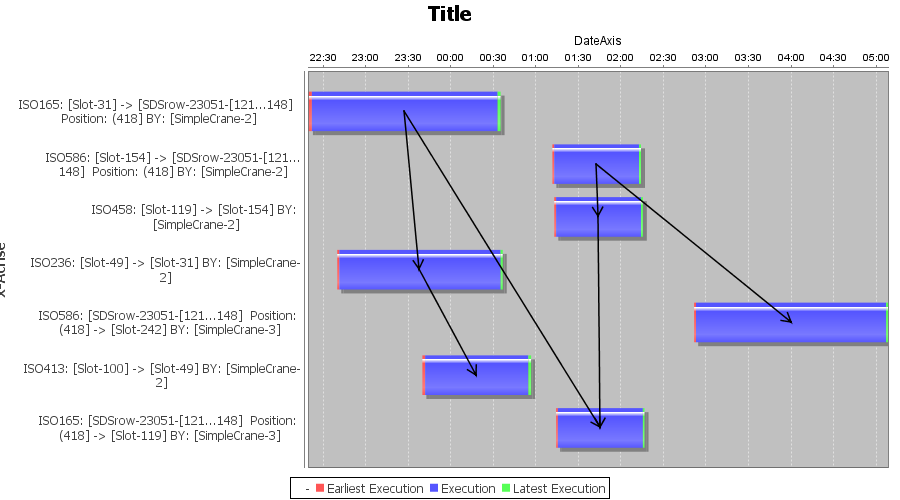 Title
DateAxis
22:30 23:00 23:30 00:00 00:30 01:00 01:30 02:00 02:30 03:00 03:30 04:00 04:30 05:00
ISO165: [Slot-31] -> [SDSrow-23051-[121...148]
Position: (418] BY: [SimpleCrane-2]
ISO586: [Slot-154] -> [SDSrow-23051-[121...
148]  Position: (418] BY: [SimpleCrane-2]
ISO458: [Slot-119] -> [Slot-154] BY:
[SimpleCrane-2]
ISO236: [Slot-49] -> [Slot-31] BY: [SimpleCrane-
2]
ISO586: [SDSrow-23051-[121...148]  Position:
(418] -> [Slot-242] BY: [SimpleCrane-3]
ISO413: [Slot-100] -> [Slot-49] BY: [SimpleCrane-
2]
ISO165: [SDSrow-23051-[121...148]  Position:
(418] -> [Slot-119] BY: [SimpleCrane-3]
- Earliest Execution Execution Latest Execution